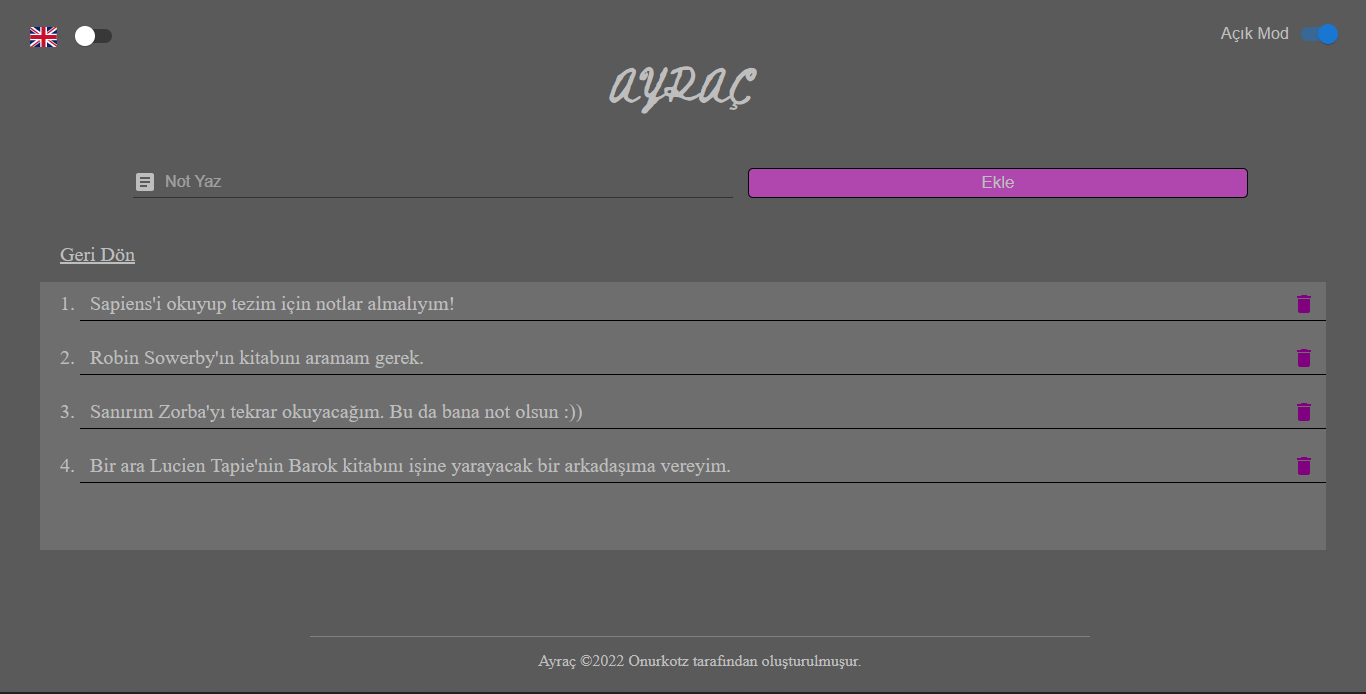 Açık Mod
AYRAÇ
Not Yaz
Ekle
Geri Dön
1. Sapiens'i okuyup tezim için notlar almalıyım!
2. Robin Sowerby'ın kitabını aramam gerek.
3. Sanırım Zorba'yı tekrar okuyacağım. Bu da bana not olsun :))
4. Bir ara Lucien Tapie'nin Barok kitabını işine yarayacak bir arkadaşıma vereyim.
Ayraç ©2022 Onurkotz tarafından oluşturulmuşur.